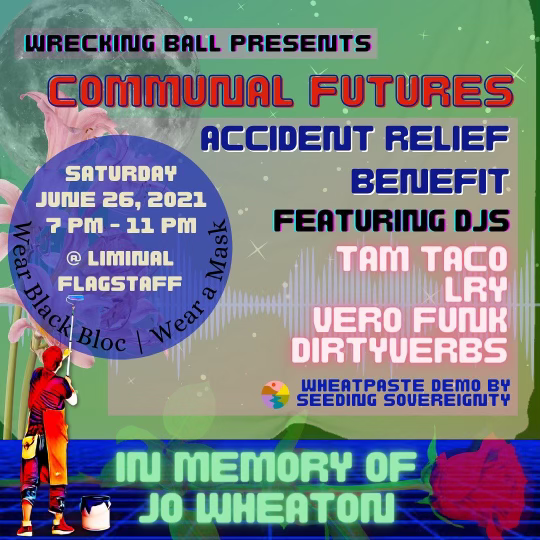 WRECKING BALL PRESENTS
COMMUNAL FUTURES
ACCIDENT RELIEF
BENEFIT
FEATURING DJS
TAM TACO
LRY
VERO FUNK
DIRTYVERBS
WHEATPASTE DEMO BY
SEEDING SOVEREIGNTY
SATURDAY
JUNE 26, 2021
7 PM - 11 PM
@ LIMINAL
FLAGSTAFF
Wear Black Bloc | Wear a Mask
IN MEMORY OF
JO WHEATON